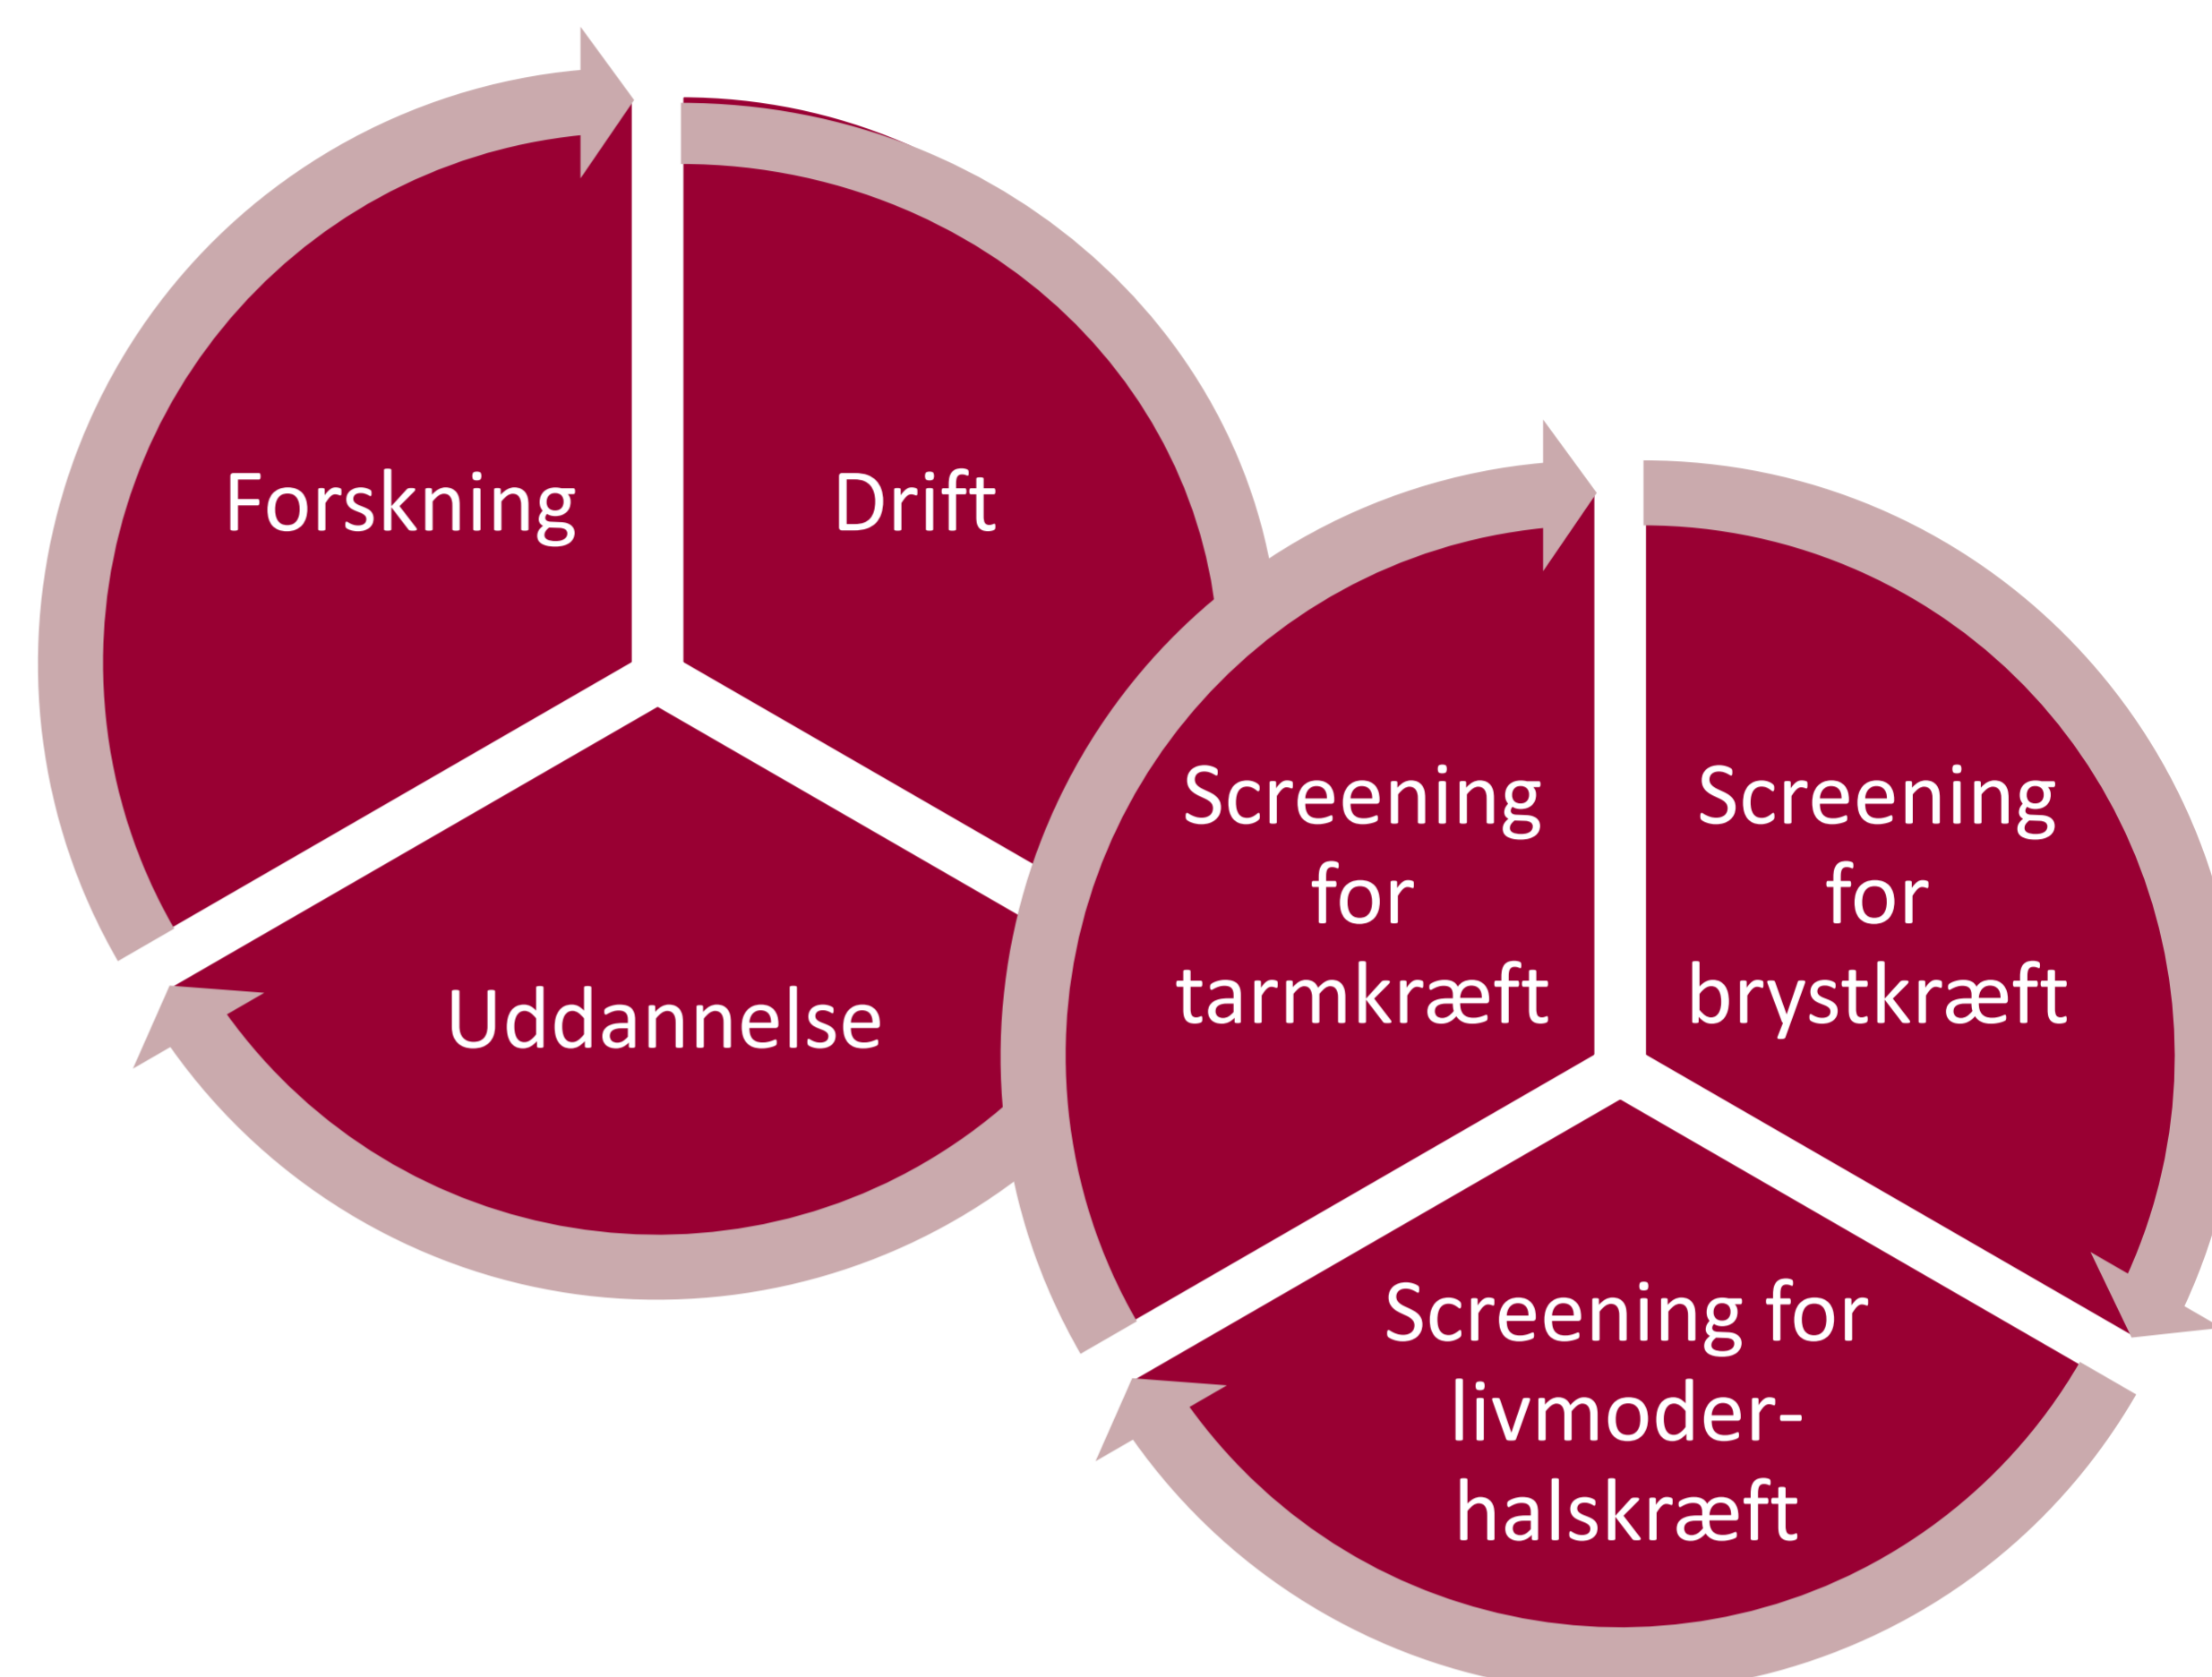 Forskning
Drift
Uddannelse
Screening
for
tarmkræft
Screening
for
brystkræft
Screening for
livmoder-
halskræft